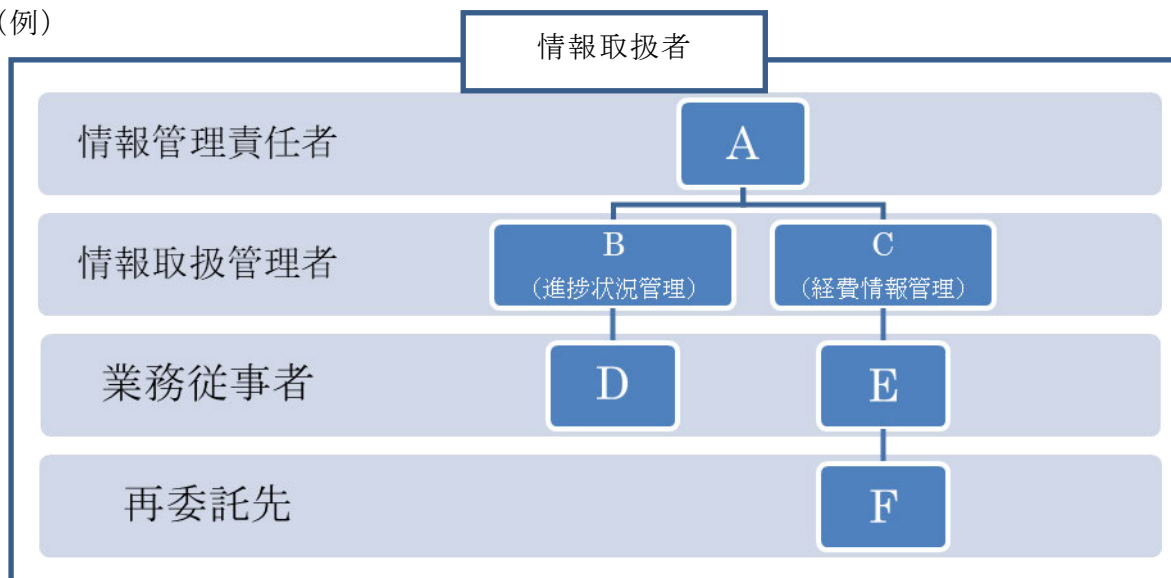 (例)
情報取扱者
情報管理責任者
A
情報取扱管理者
B
(進捗状況管理)
C
(経費情報管理)
業務従事者
D
E
再委託先
F